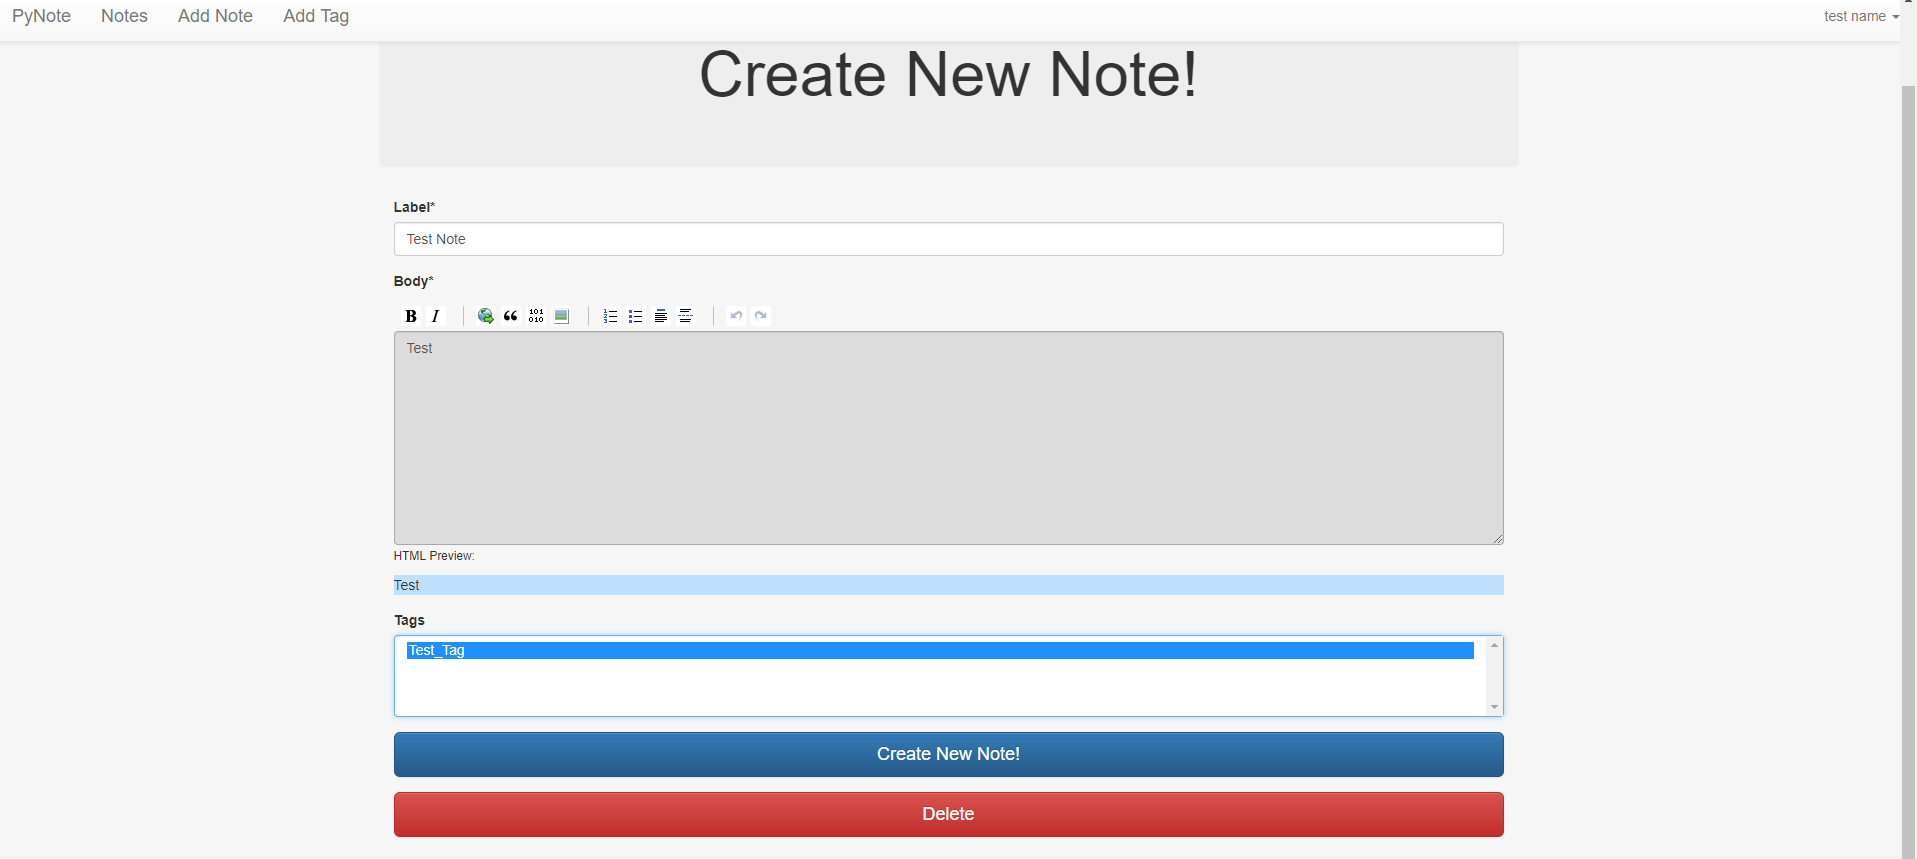 PyNote Notes Add Note Add Tag test name
Create New Note!
Label*
Test Note
Body*
B I
Test
HTML Preview:
Test
Tags
Test_Tag
Create New Note!
Delete